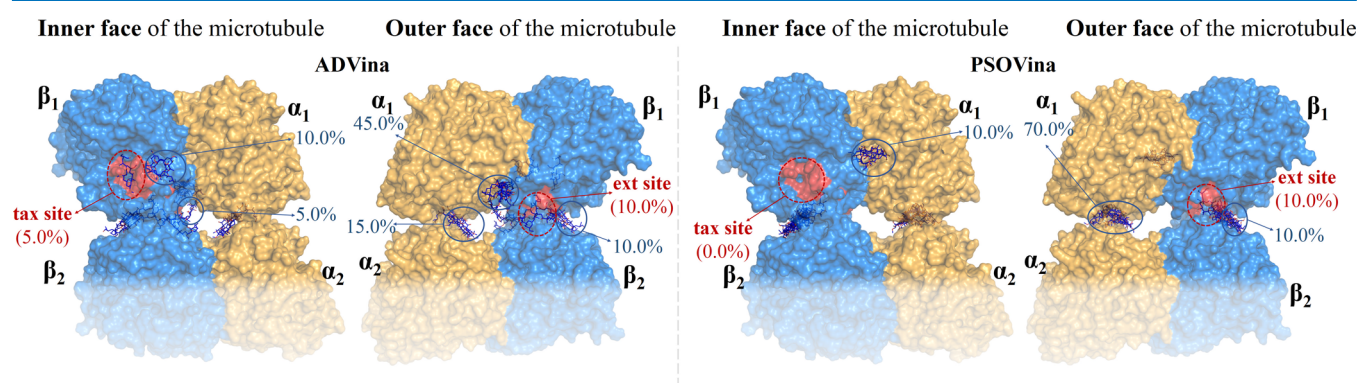 Inner face of the microtubule
Outer face of the microtubule
Inner face of the microtubule
Outer face of the microtubule
ADVina
PSOVina
β1
α1
10.0%
tax site
(5.0%)
5.0%
β2
α2
α1
45.0%
β1
ext site
(10.0%)
15.0%
10.0%
α2
β2
β1
α1
10.0%
tax site
(0.0%)
β2
α2
α1
70.0%
β1
ext site
(10.0%)
10.0%
α2
β2